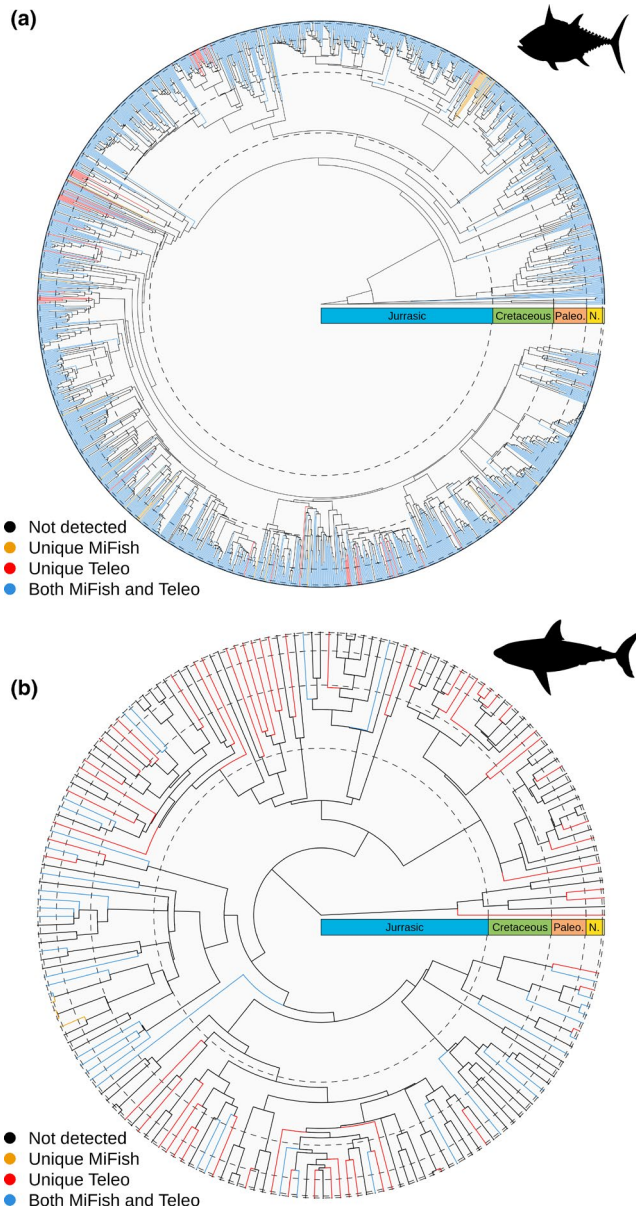 (a)
Jurrasic
Cretaceous
Paleo.
N.
Not detected
Unique MiFish
Unique Teleo
Both MiFish and Teleo
(b)
Jurrasic
Cretaceous
Paleo.
N.
Not detected
Unique MiFish
Unique Teleo
Both MiFish and Teleo